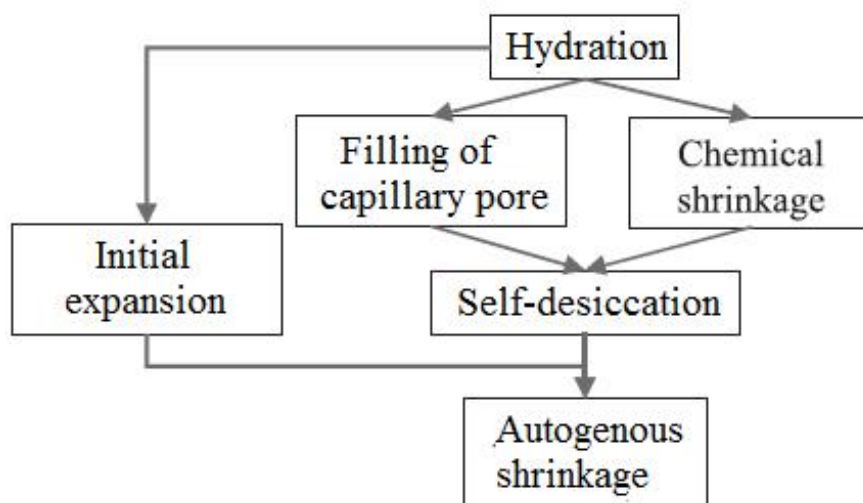 Hydration
Filling of
capillary pore
Chemical
shrinkage
Initial
expansion
Self-desiccation
Autogenous
shrinkage